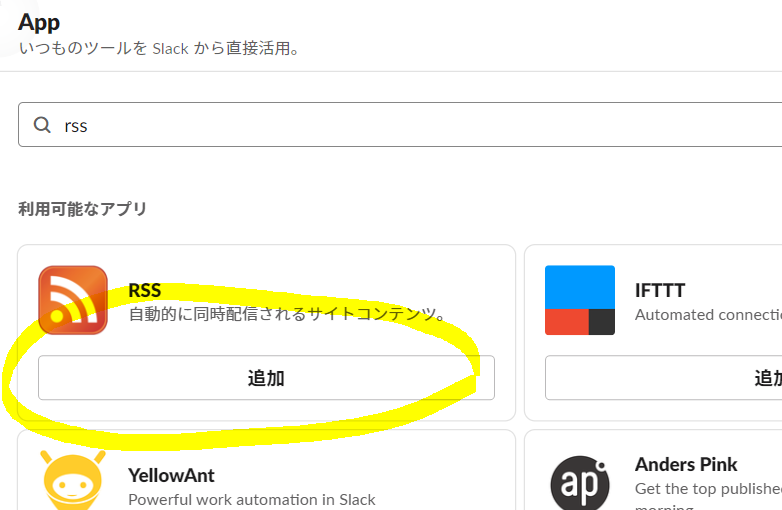 App
いつものツールを Slack から直接活用。
rss
利用可能なアプリ
RSS
自動的に同時配信されるサイトコンテンツ。
追加
IFTTT
Automated connecti
追加
YellowAnt
Powerful work automation in Slack
ap
Anders Pink
Get the top publishe
morning